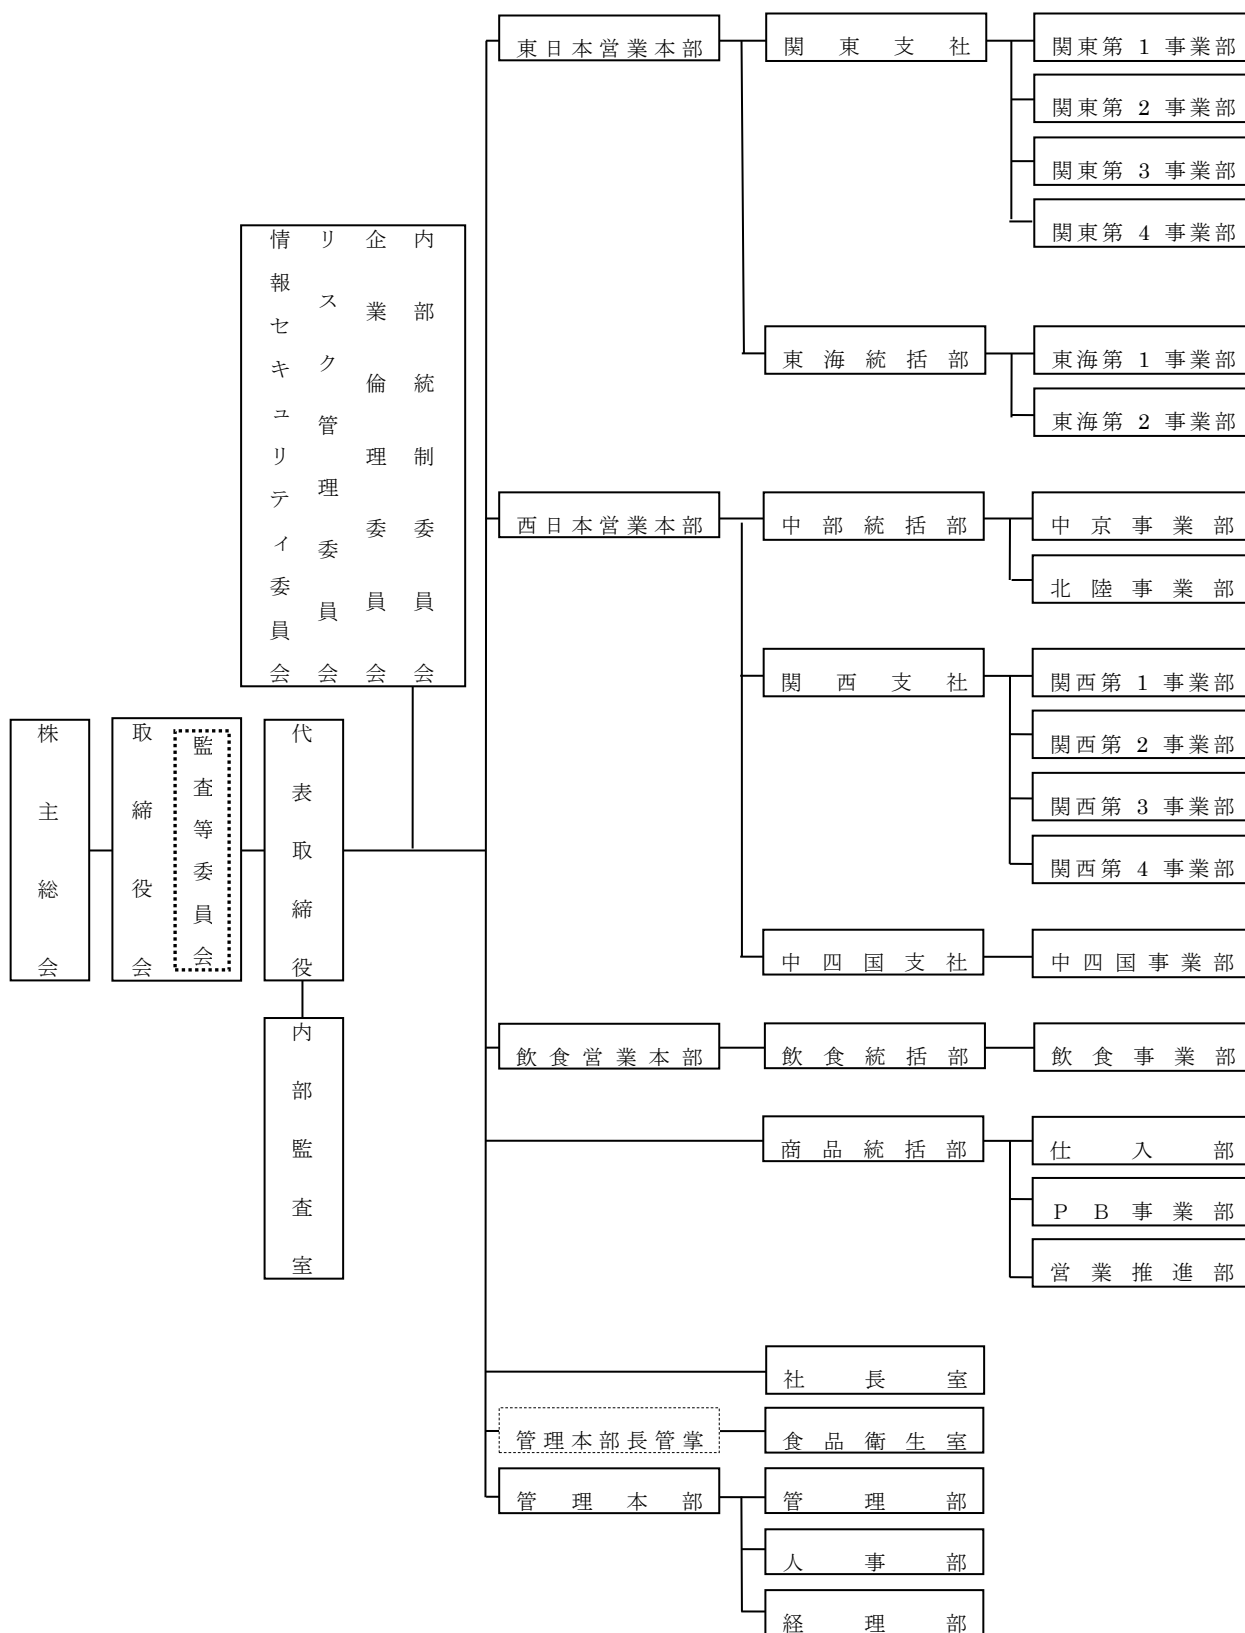 株主総会
取締役会
監査等委員会
代表取締役
内部監査室
内部統制委員会
企業倫理委員会
リスク管理委員会
情報セキュリティ委員会
東日本営業本部
関東支社
関東第1事業部
関東第2事業部
関東第3事業部
関東第4事業部
東海統括部
東海第1事業部
東海第2事業部
西日本営業本部
中部統括部
中京事業部
北陸事業部
関西支社
関西第1事業部
関西第2事業部
関西第3事業部
関西第4事業部
中四国支社
中四国事業部
飲食営業本部
飲食統括部
飲食事業部
商品統括部
仕入部
PB事業部
営業推進部
社長室
管理本部長管掌
食品衛生室
管理本部
管理部
人事部
経理部